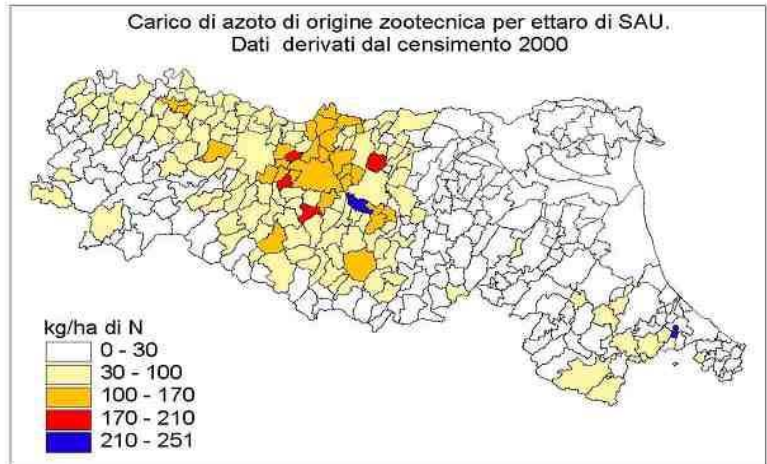 Carico di azoto di origine zootecnica per ettaro di SAU.
Dati derivati dal censimento 2000
kg/ha di N
0 - 30
30 - 100
100 - 170
170 - 210
210 - 251